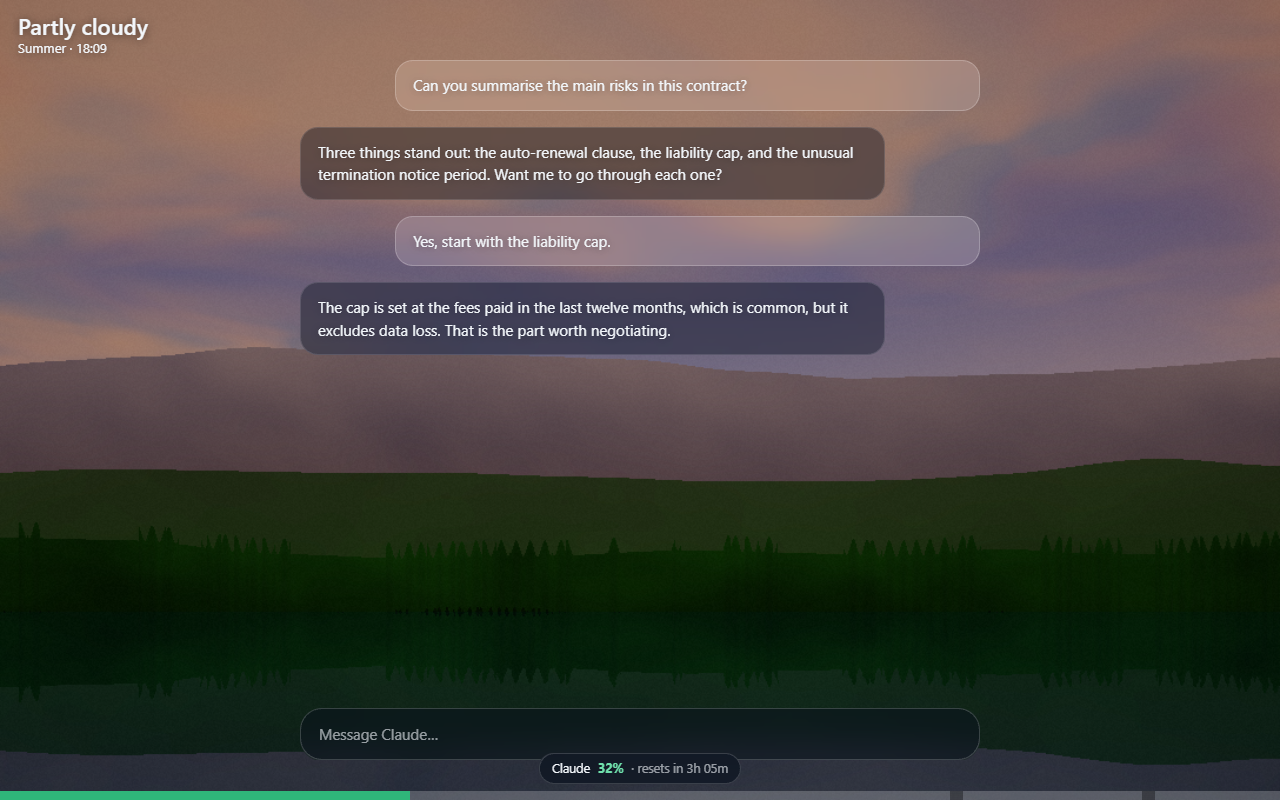 Partly cloudy
Summer · 18:09
Can you summarise the main risks in this contract?
Three things stand out: the auto-renewal clause, the liability cap, and the unusual
termination notice period. Want me to go through each one?
Yes, start with the liability cap.
The cap is set at the fees paid in the last twelve months, which is common, but it
excludes data loss. That is the part worth negotiating.
Message Claude...
Claude 32% · resets in 3h 05m